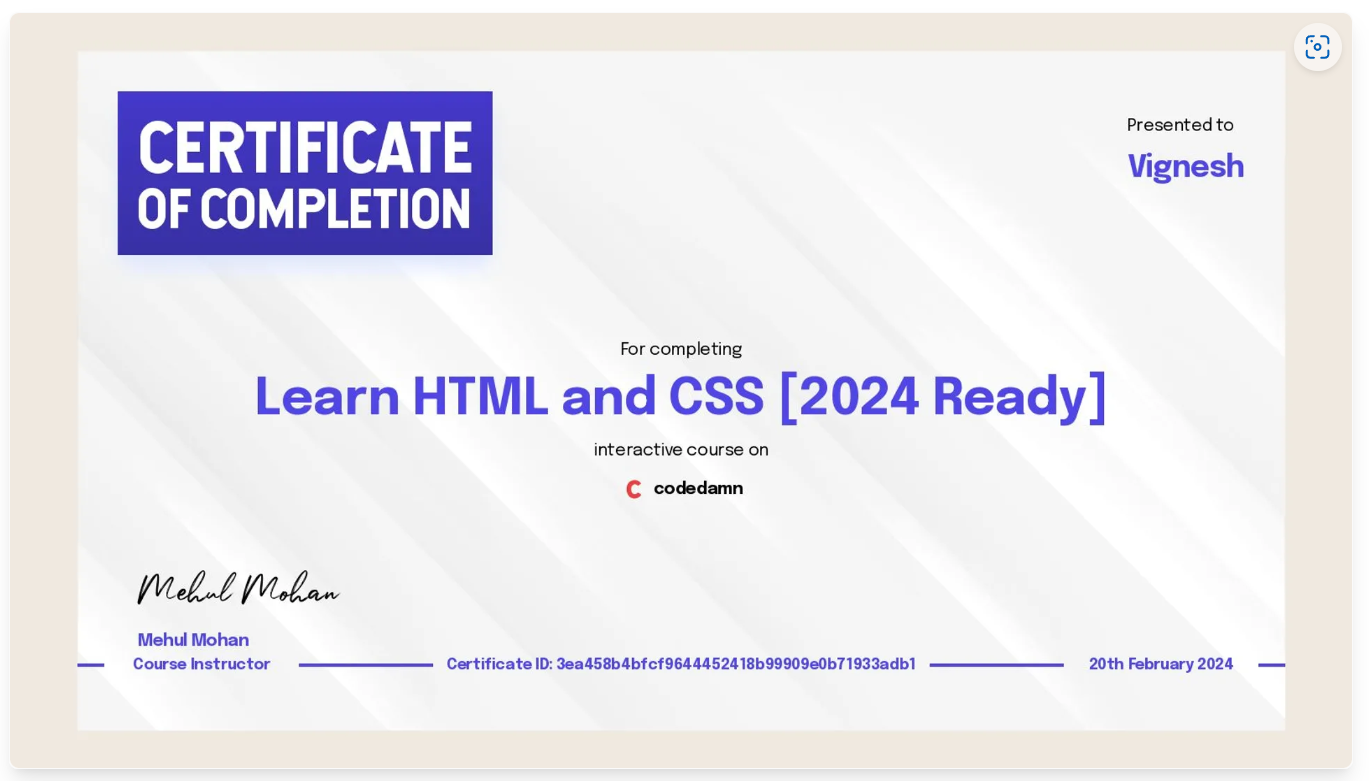 CERTIFICATE
OF COMPLETION
Presented to
Vignesh
For completing
Learn HTML and CSS [2024 Ready]
interactive course on
codedamn
Mehul Mohan
Mehul Mohan
Course Instructor
Certificate ID: 3ea458b4bfcf9644452418b99909e0b71933adb1
20th February 2024